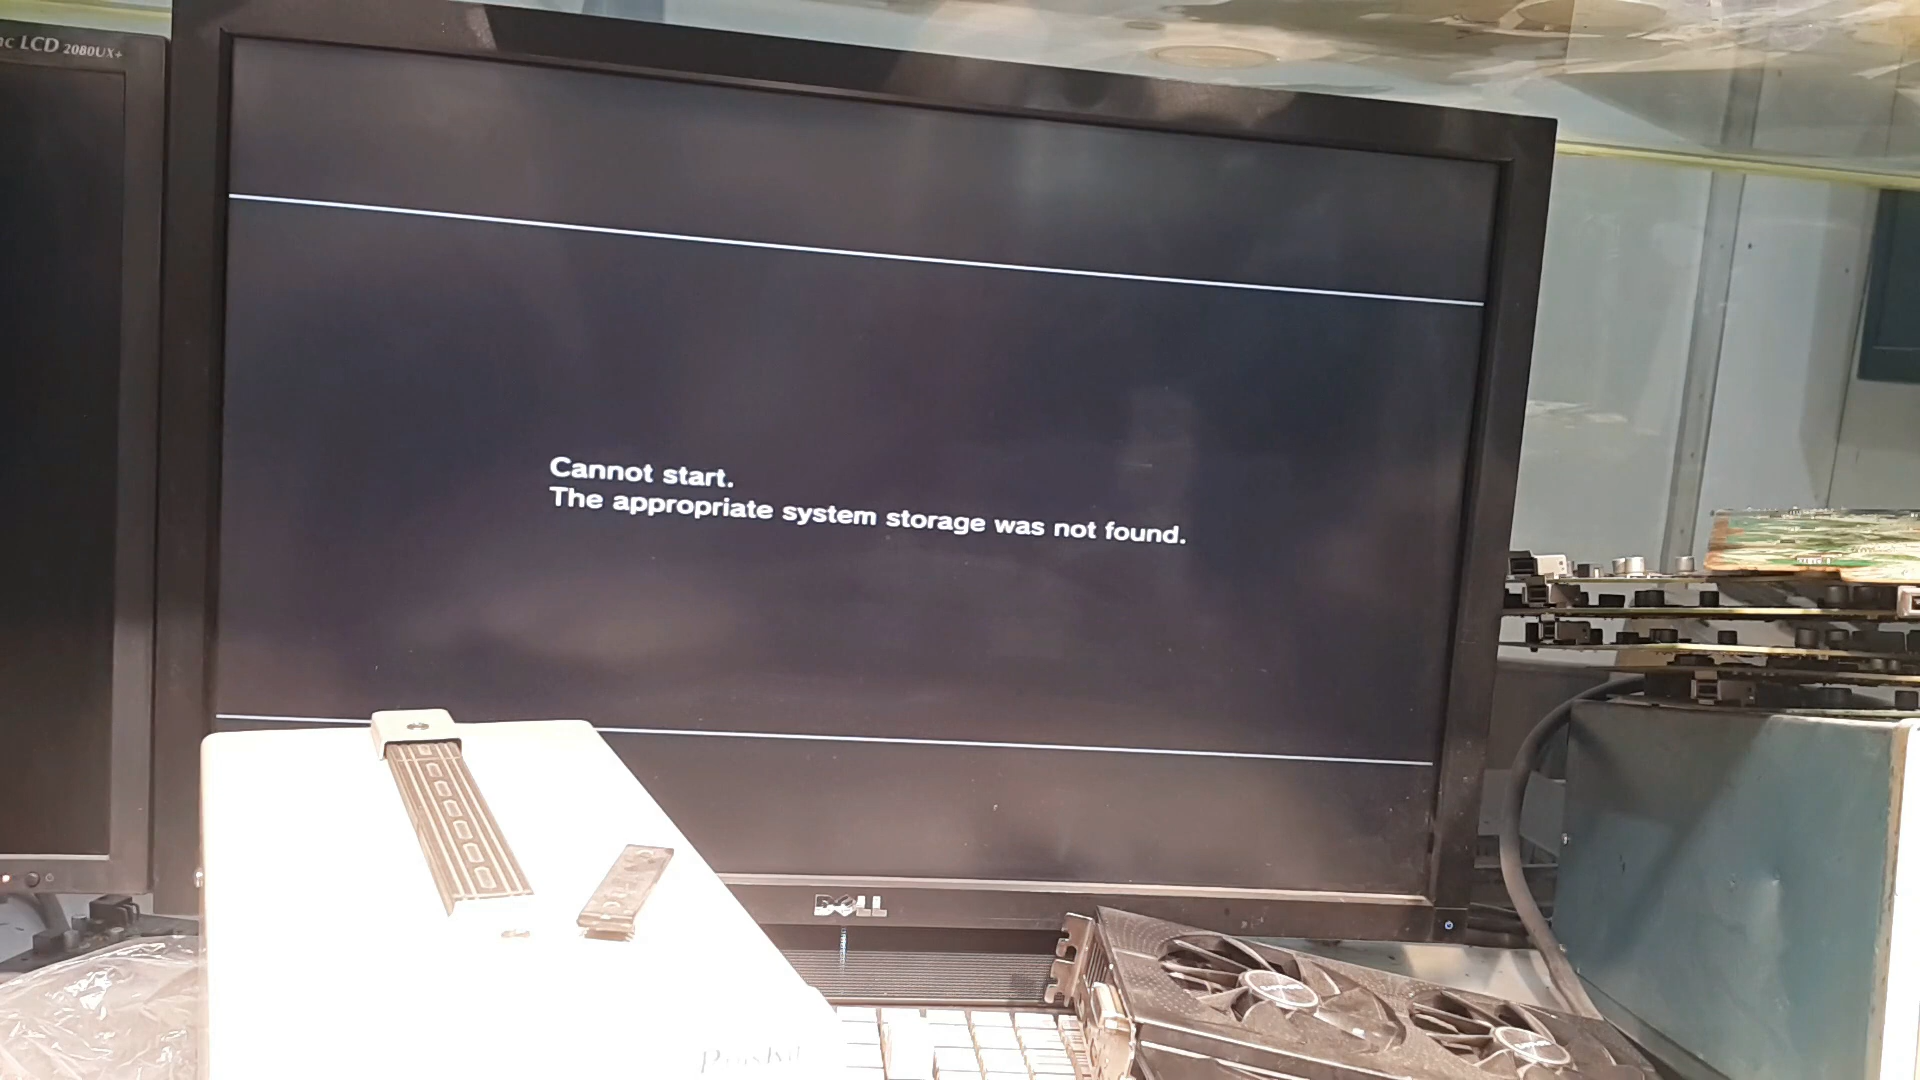 LCD 2080UX+
Cannot start.
The appropriate system storage was not found.
DELL